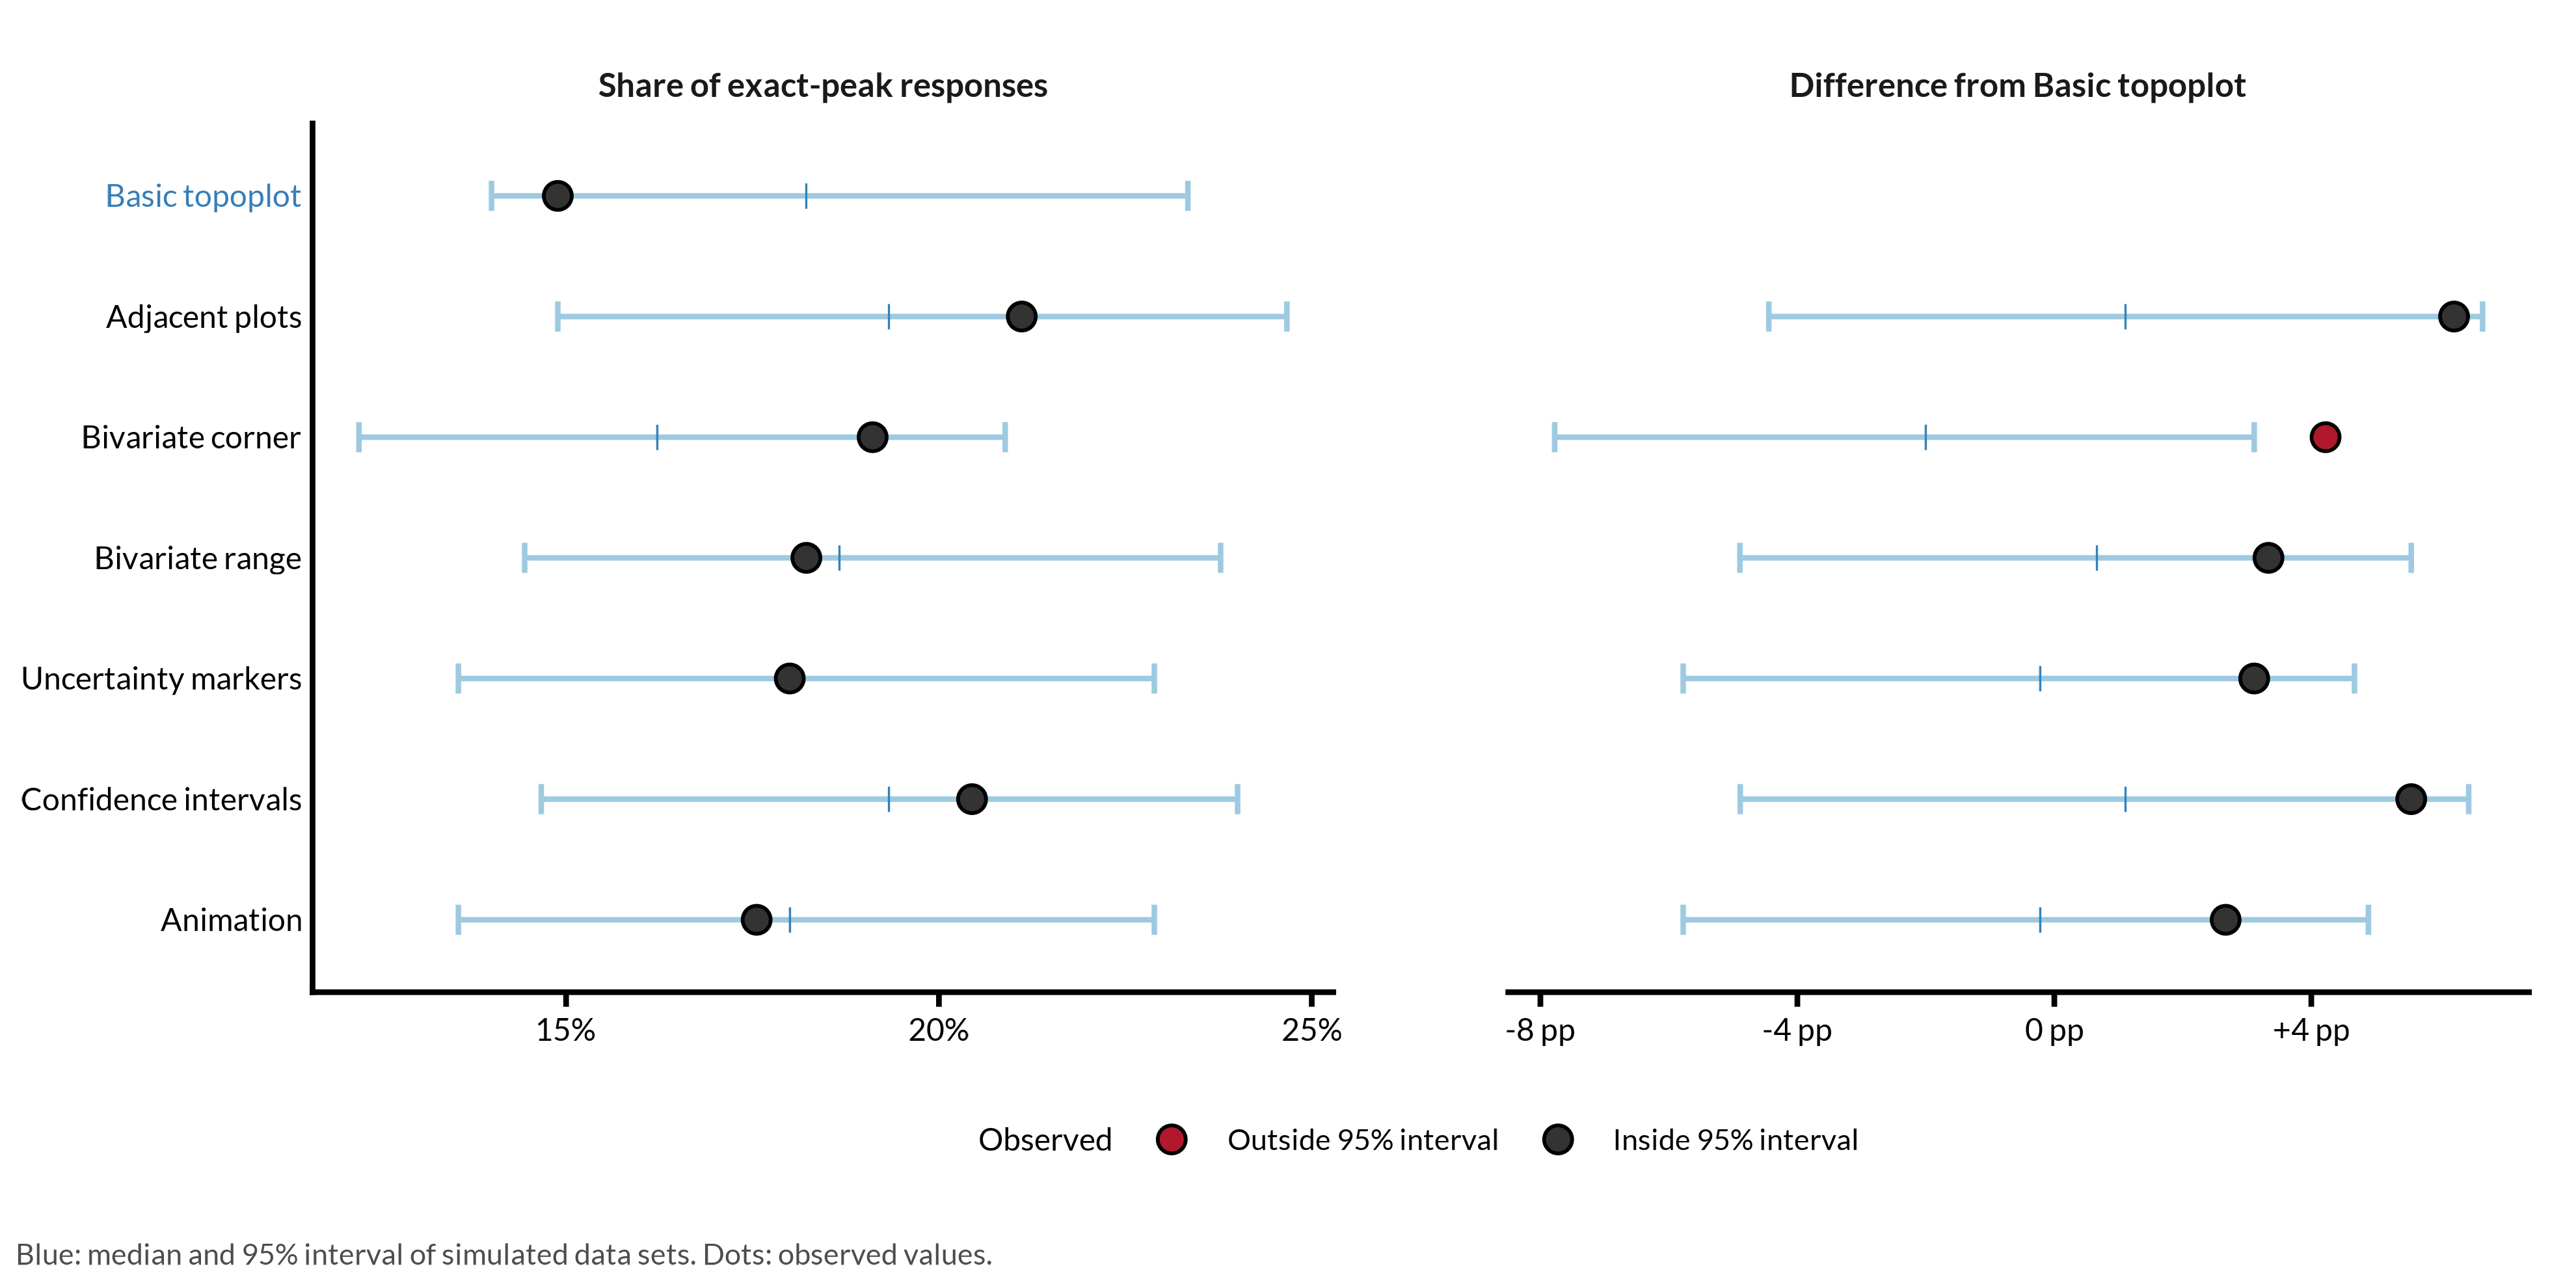 Share of exact-peak responses
Difference from Basic topoplot
Basic topoplot
Adjacent plots
Bivariate corner
Bivariate range
Uncertainty markers
Confidence intervals
Animation
15% 20% 25%
-8 pp -4 pp 0 pp +4 pp
Observed Outside 95% interval Inside 95% interval
Blue: median and 95% interval of simulated data sets. Dots: observed values.